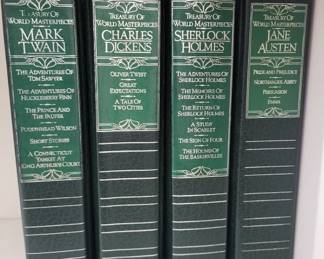 Treasury Of
World Masterpieces
Mark
Twain
The Adventures Of
Tom Sawyer
The Adventures Of
Huckleberry Finn
The Prince And
The Pauper
Pudd'nhead Wilson
Short Stories
A Connecticut
Yankee At
King Arthur's Court
Treasury Of
World Masterpieces
Charles
Dickens
Oliver Twist
Great
Expectations
A Tale Of
Two Cities
Treasury Of
World Masterpieces
Sherlock
Holmes
The Adventures Of
Sherlock Holmes
The Memoirs Of
Sherlock Holmes
The Return Of
Sherlock Holmes
A Study
In Scarlet
The Sign Of Four
The Hound Of
The Baskervilles
Treasury Of
World Masterpieces
Jane
Austen
Pride And Prejudice
Northanger Abbey
Persuasion
Emma